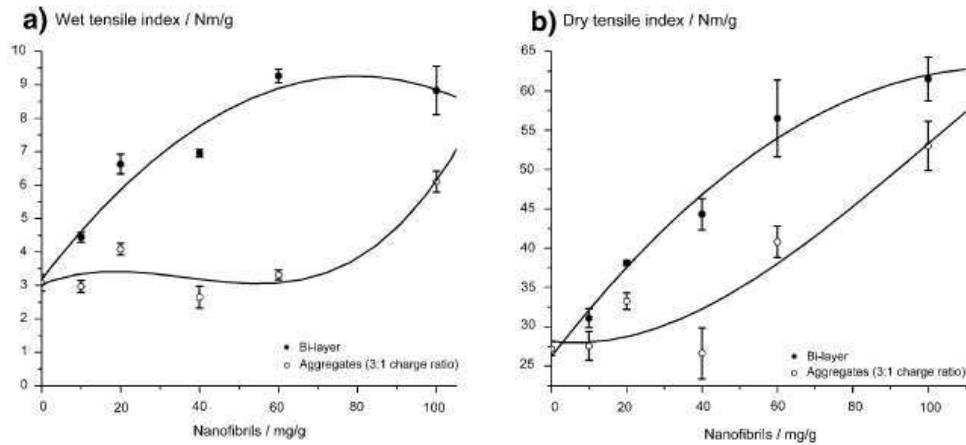 a) Wet tensile index / Nm/g
10
9
8
7
6
5
4
3
2
1
0
Bi-layer
Aggregates (3:1 charge ratio)
0 20 40 60 80 100
Nanofibrils / mg/g
b) Dry tensile index / Nm/g
65
60
55
50
45
40
35
30
25
Bi-layer
Aggregates (3:1 charge ratio)
0 20 40 60 80 100
Nanofibrils / mg/g